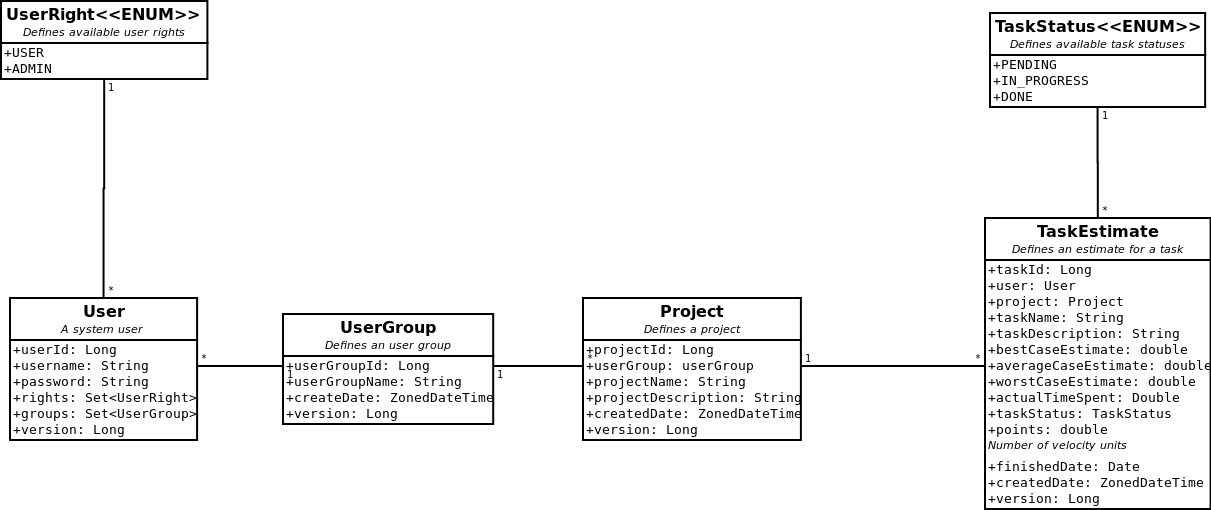 UserRight<<ENUM>>
Defines available user rights
+USER
+ADMIN
1
*
TaskStatus<<ENUM>>
Defines available task statuses
+PENDING
+IN_PROGRESS
+DONE
1
*
User
A system user
+userId: Long
+username: String
+password: String
+rights: Set<UserRight>
+groups: Set<UserGroup>
+version: Long
*
1
UserGroup
Defines an user group
+userGroupId: Long
+userGroupName: String
+createDate: ZonedDateTime
+version: Long
1
*
Project
Defines a project
+projectId: Long
+userGroup: userGroup
+projectName: String
+projectDescription: String
+createdDate: ZonedDateTime
+version: Long
1
*
TaskEstimate
Defines an estimate for a task
+taskId: Long
+user: User
+project: Project
+taskName: String
+taskDescription: String
+bestCaseEstimate: double
+averageCaseEstimate: double
+worstCaseEstimate: double
+actualTimeSpent: Double
+taskStatus: TaskStatus
+points: double
Number of velocity units
+finishedDate: Date
+createdDate: ZonedDateTime
+version: Long